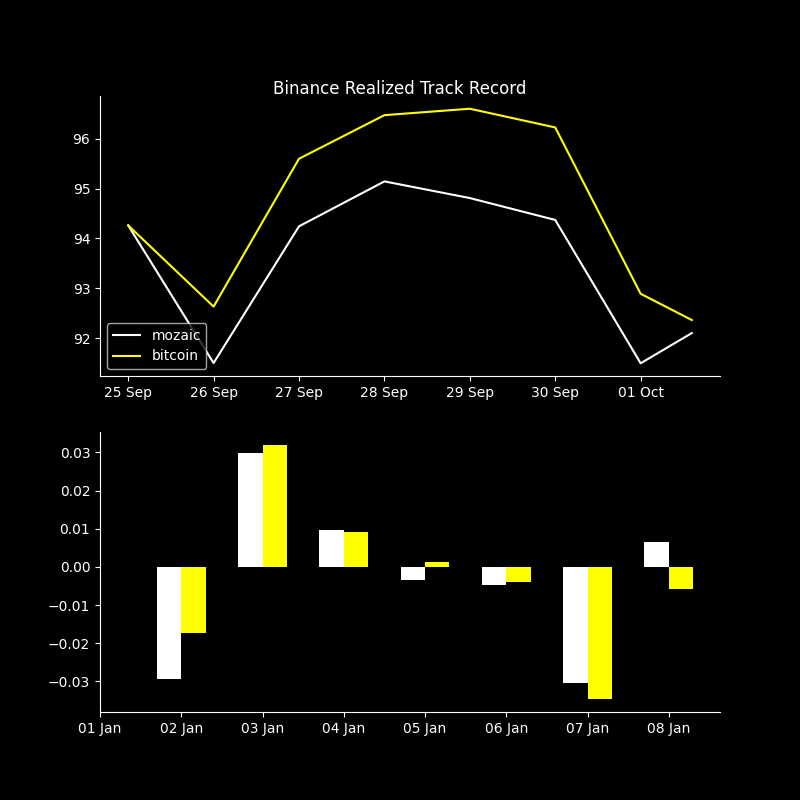 Binance Realized Track Record
96
95
94
93
92
mozaic
bitcoin
25 Sep 26 Sep 27 Sep 28 Sep 29 Sep 30 Sep 01 Oct
0.03
0.02
0.01
0.00
−0.01
−0.02
−0.03
01 Jan 02 Jan 03 Jan 04 Jan 05 Jan 06 Jan 07 Jan 08 Jan